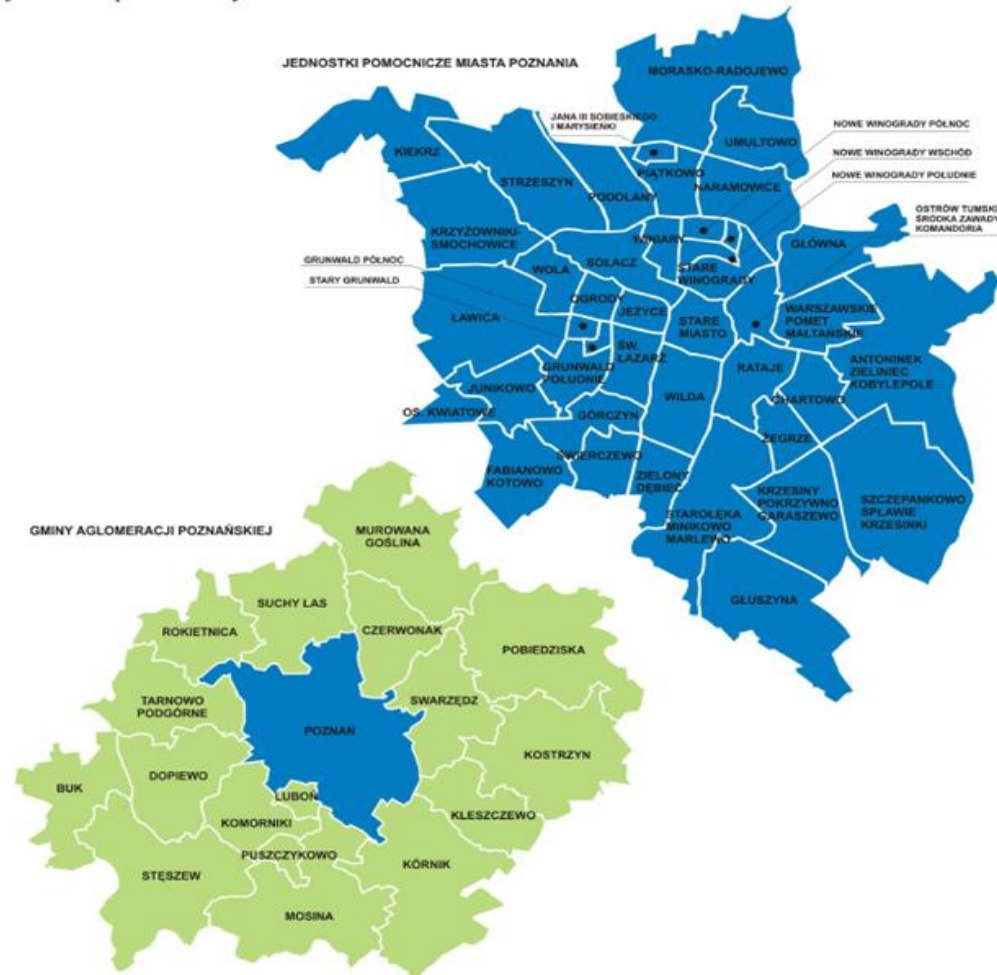 JEDNOSTKI POMOCNICZE MIASTA POZNANIA
MORASKO-RADOJEWO
JANA III SOBIESKIEGO
I MARYSIEŃKI
NOWE WINOGRADY PÓŁNOC
UMULTOWO
KIEKRZ
NOWE WINOGRADY WSCHÓD
STRZESZYN
PIĄTKOWO
NOWE WINOGRADY POŁUDNIE
PODOLANY
NARAMOWICE
OSTRÓW TUMSKI
ŚRÓDKA ZAWADY
KOMANDORIA
KRZYŻOWNIKI-
SMOCHOWICE
WINIARY
GŁÓWNA
GRUNWALD PÓŁNOC
WOLA
SOŁACZ
STARE
WINOGRADY
STARY GRUNWALD
OGRODY
ŁAWICA
JEŻYCE
STARE
MIASTO
WARSZAWSKIE
POMET
MALTAŃSKIE
ŚW.
ŁAZARZ
GRUNWALD
POŁUDNIE
RATAJE
ANTONINEK
ZIELINIEC
KOBYLEPOLE
JUNIKOWO
WILDA
CHARTOWO
OS. KWIATOWE
GÓRCZYN
ŻEGRZE
ŚWIERCZEWO
FABIANOWO
KOTOWO
ZIELONY
DĘBIEC
KRZESINY
POKRZYWNO
GARASZEWO
SZCZEPANKOWO
SPŁAWIE
KRZESINKI
STAROŁĘKA
MINIKOWO
MARLEWO
GŁUSZYNA
GMINY AGLOMERACJI POZNAŃSKIEJ
MUROWANA
GOŚLINA
SUCHY LAS
ROKIETNICA
CZERWONAK
POBIEDZISKA
TARNOWO
PODGÓRNE
SWARZĘDZ
POZNAŃ
KOSTRZYN
BUK
DOPIEWO
LUBOŃ
KLESZCZEWO
KOMORNIKI
PUSZCZYKOWO
KÓRNIK
STĘSZEW
MOSINA